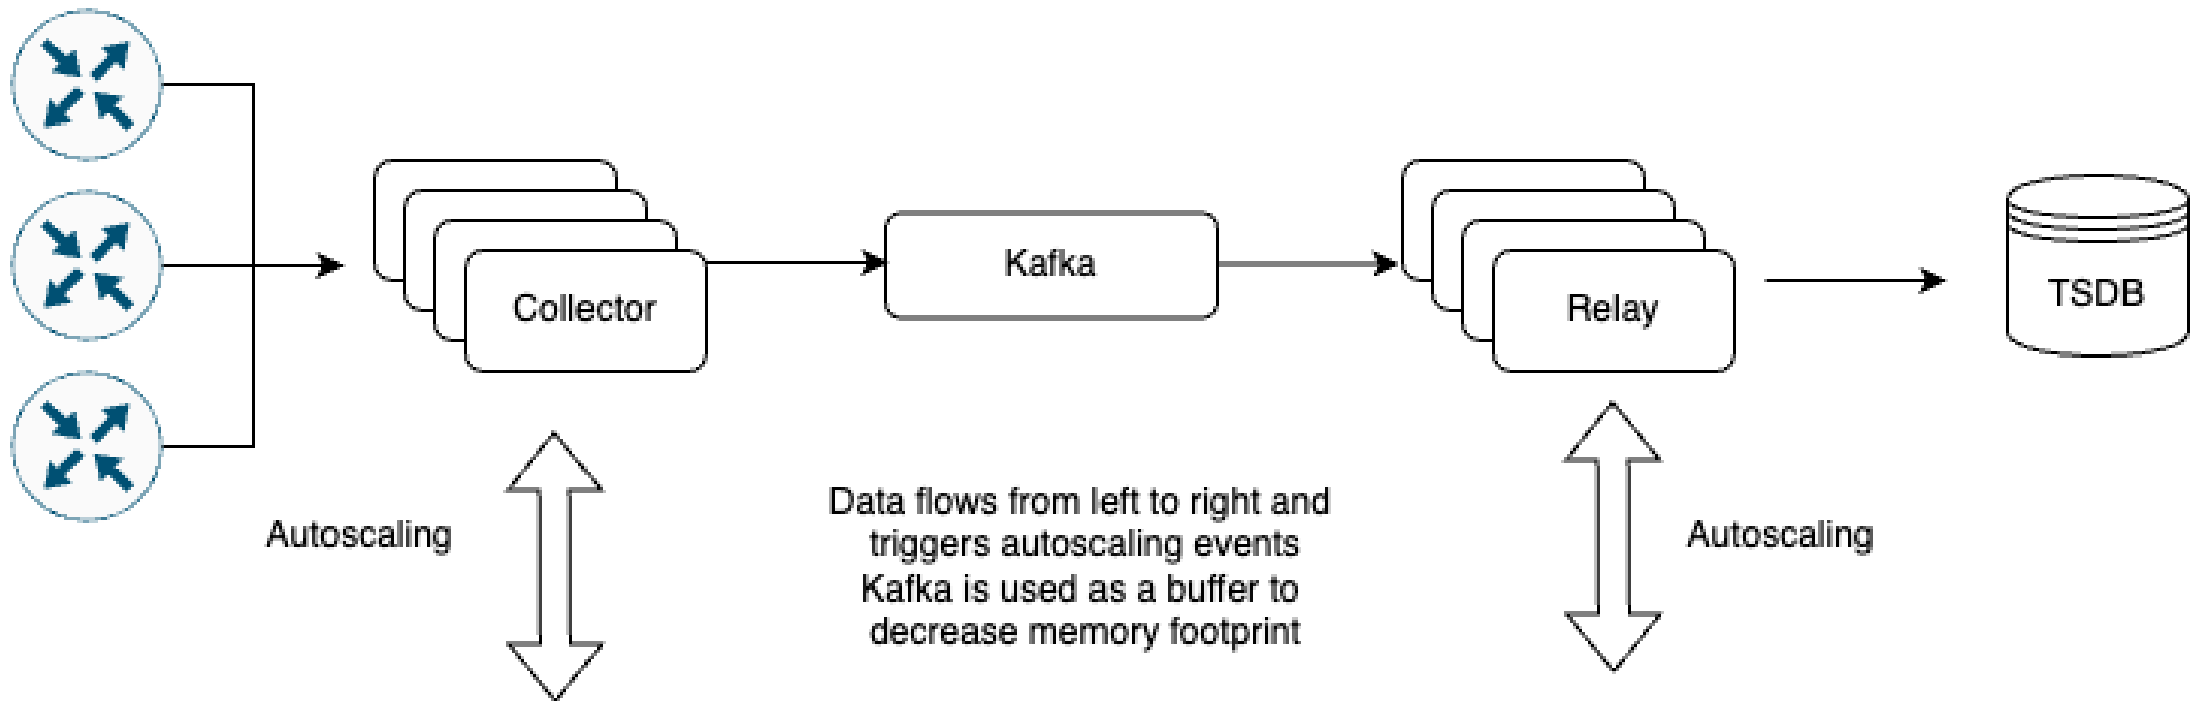 Collector
Kafka
Relay
TSDB
Autoscaling
Data flows from left to right and
triggers autoscaling events
Kafka is used as a buffer to
decrease memory footprint
Autoscaling